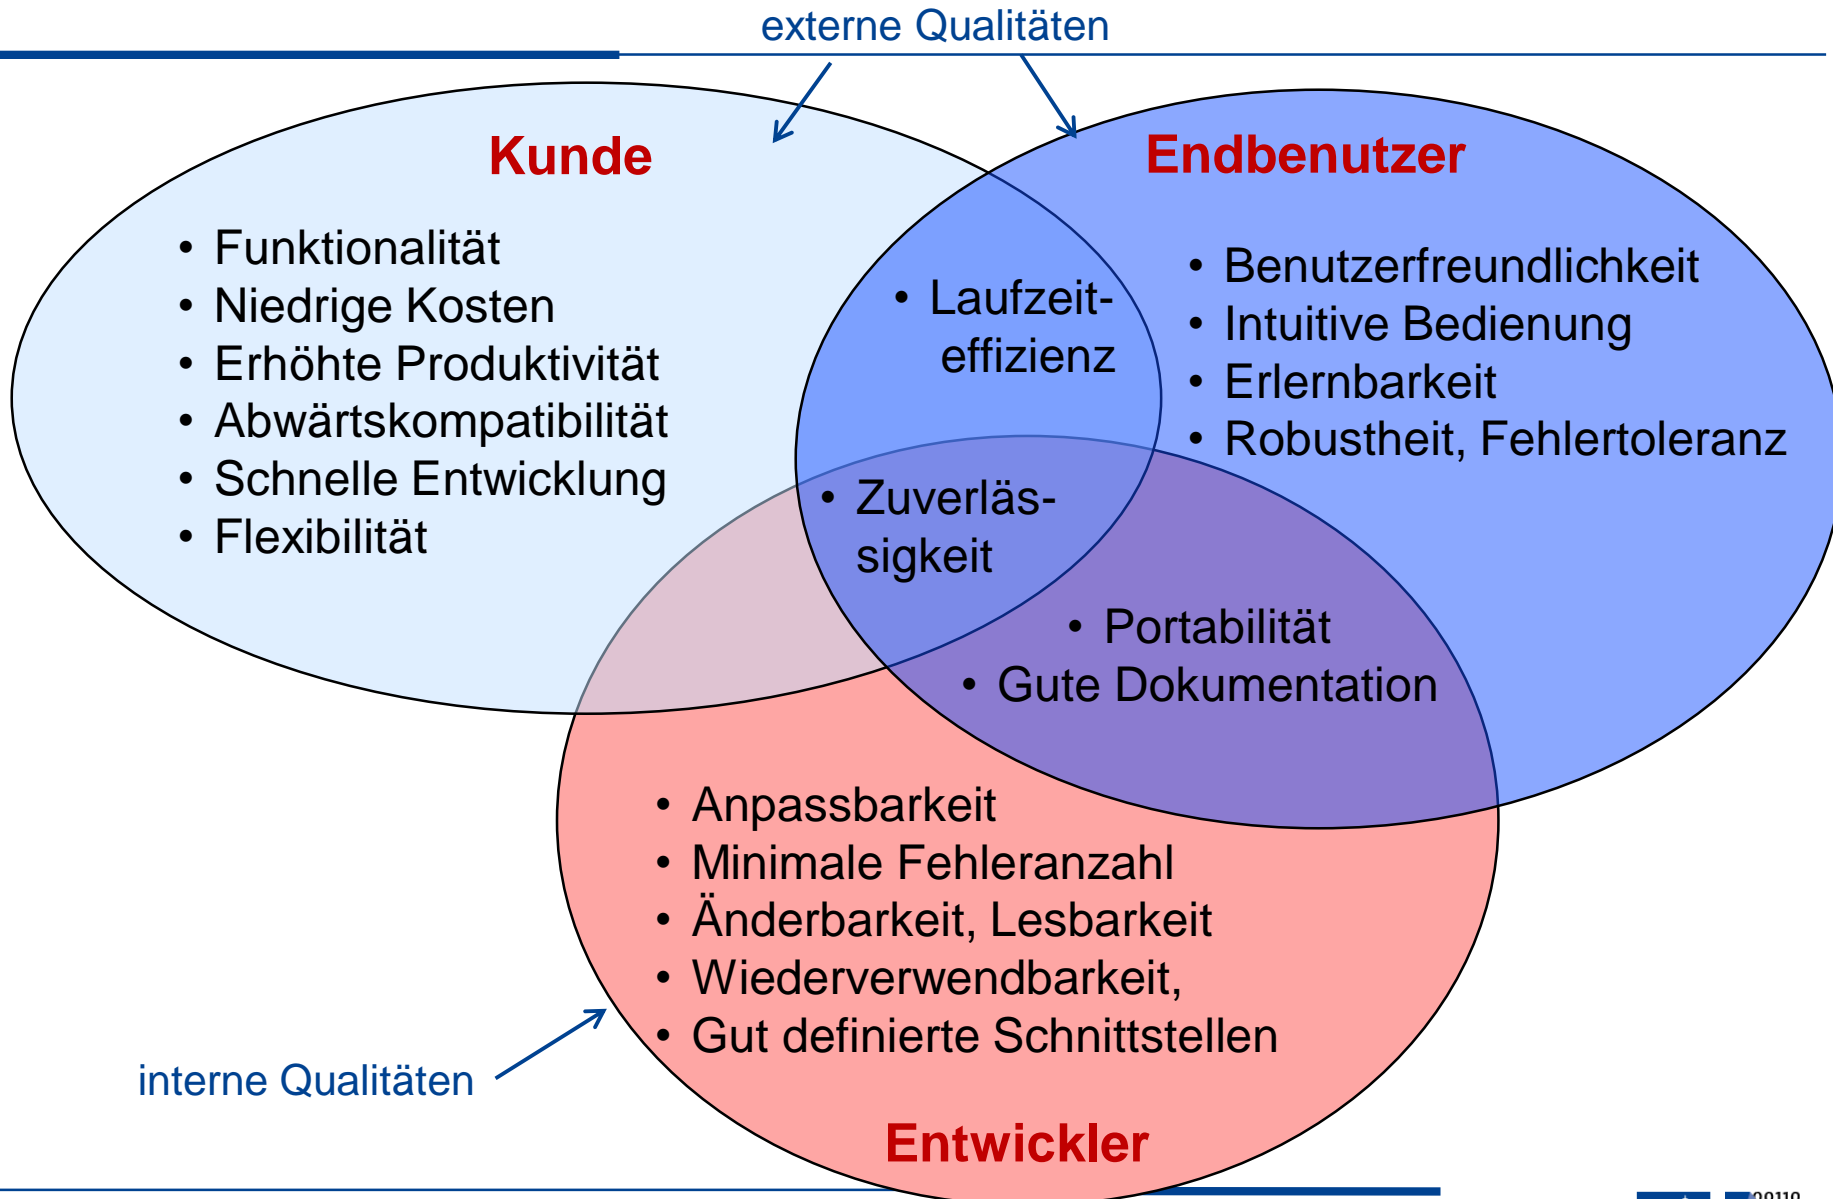 externe Qualitäten
Kunde
• Funktionalität
• Niedrige Kosten
• Erhöhte Produktivität
• Abwärtskompatibilität
• Schnelle Entwicklung
• Flexibilität
Endbenutzer
• Benutzerfreundlichkeit
• Intuitive Bedienung
• Erlernbarkeit
• Robustheit, Fehlertoleranz
• Laufzeit-
effizienz
• Zuverläs-
sigkeit
• Portabilität
• Gute Dokumentation
• Anpassbarkeit
• Minimale Fehleranzahl
• Änderbarkeit, Lesbarkeit
• Wiederverwendbarkeit,
• Gut definierte Schnittstellen
interne Qualitäten
Entwickler